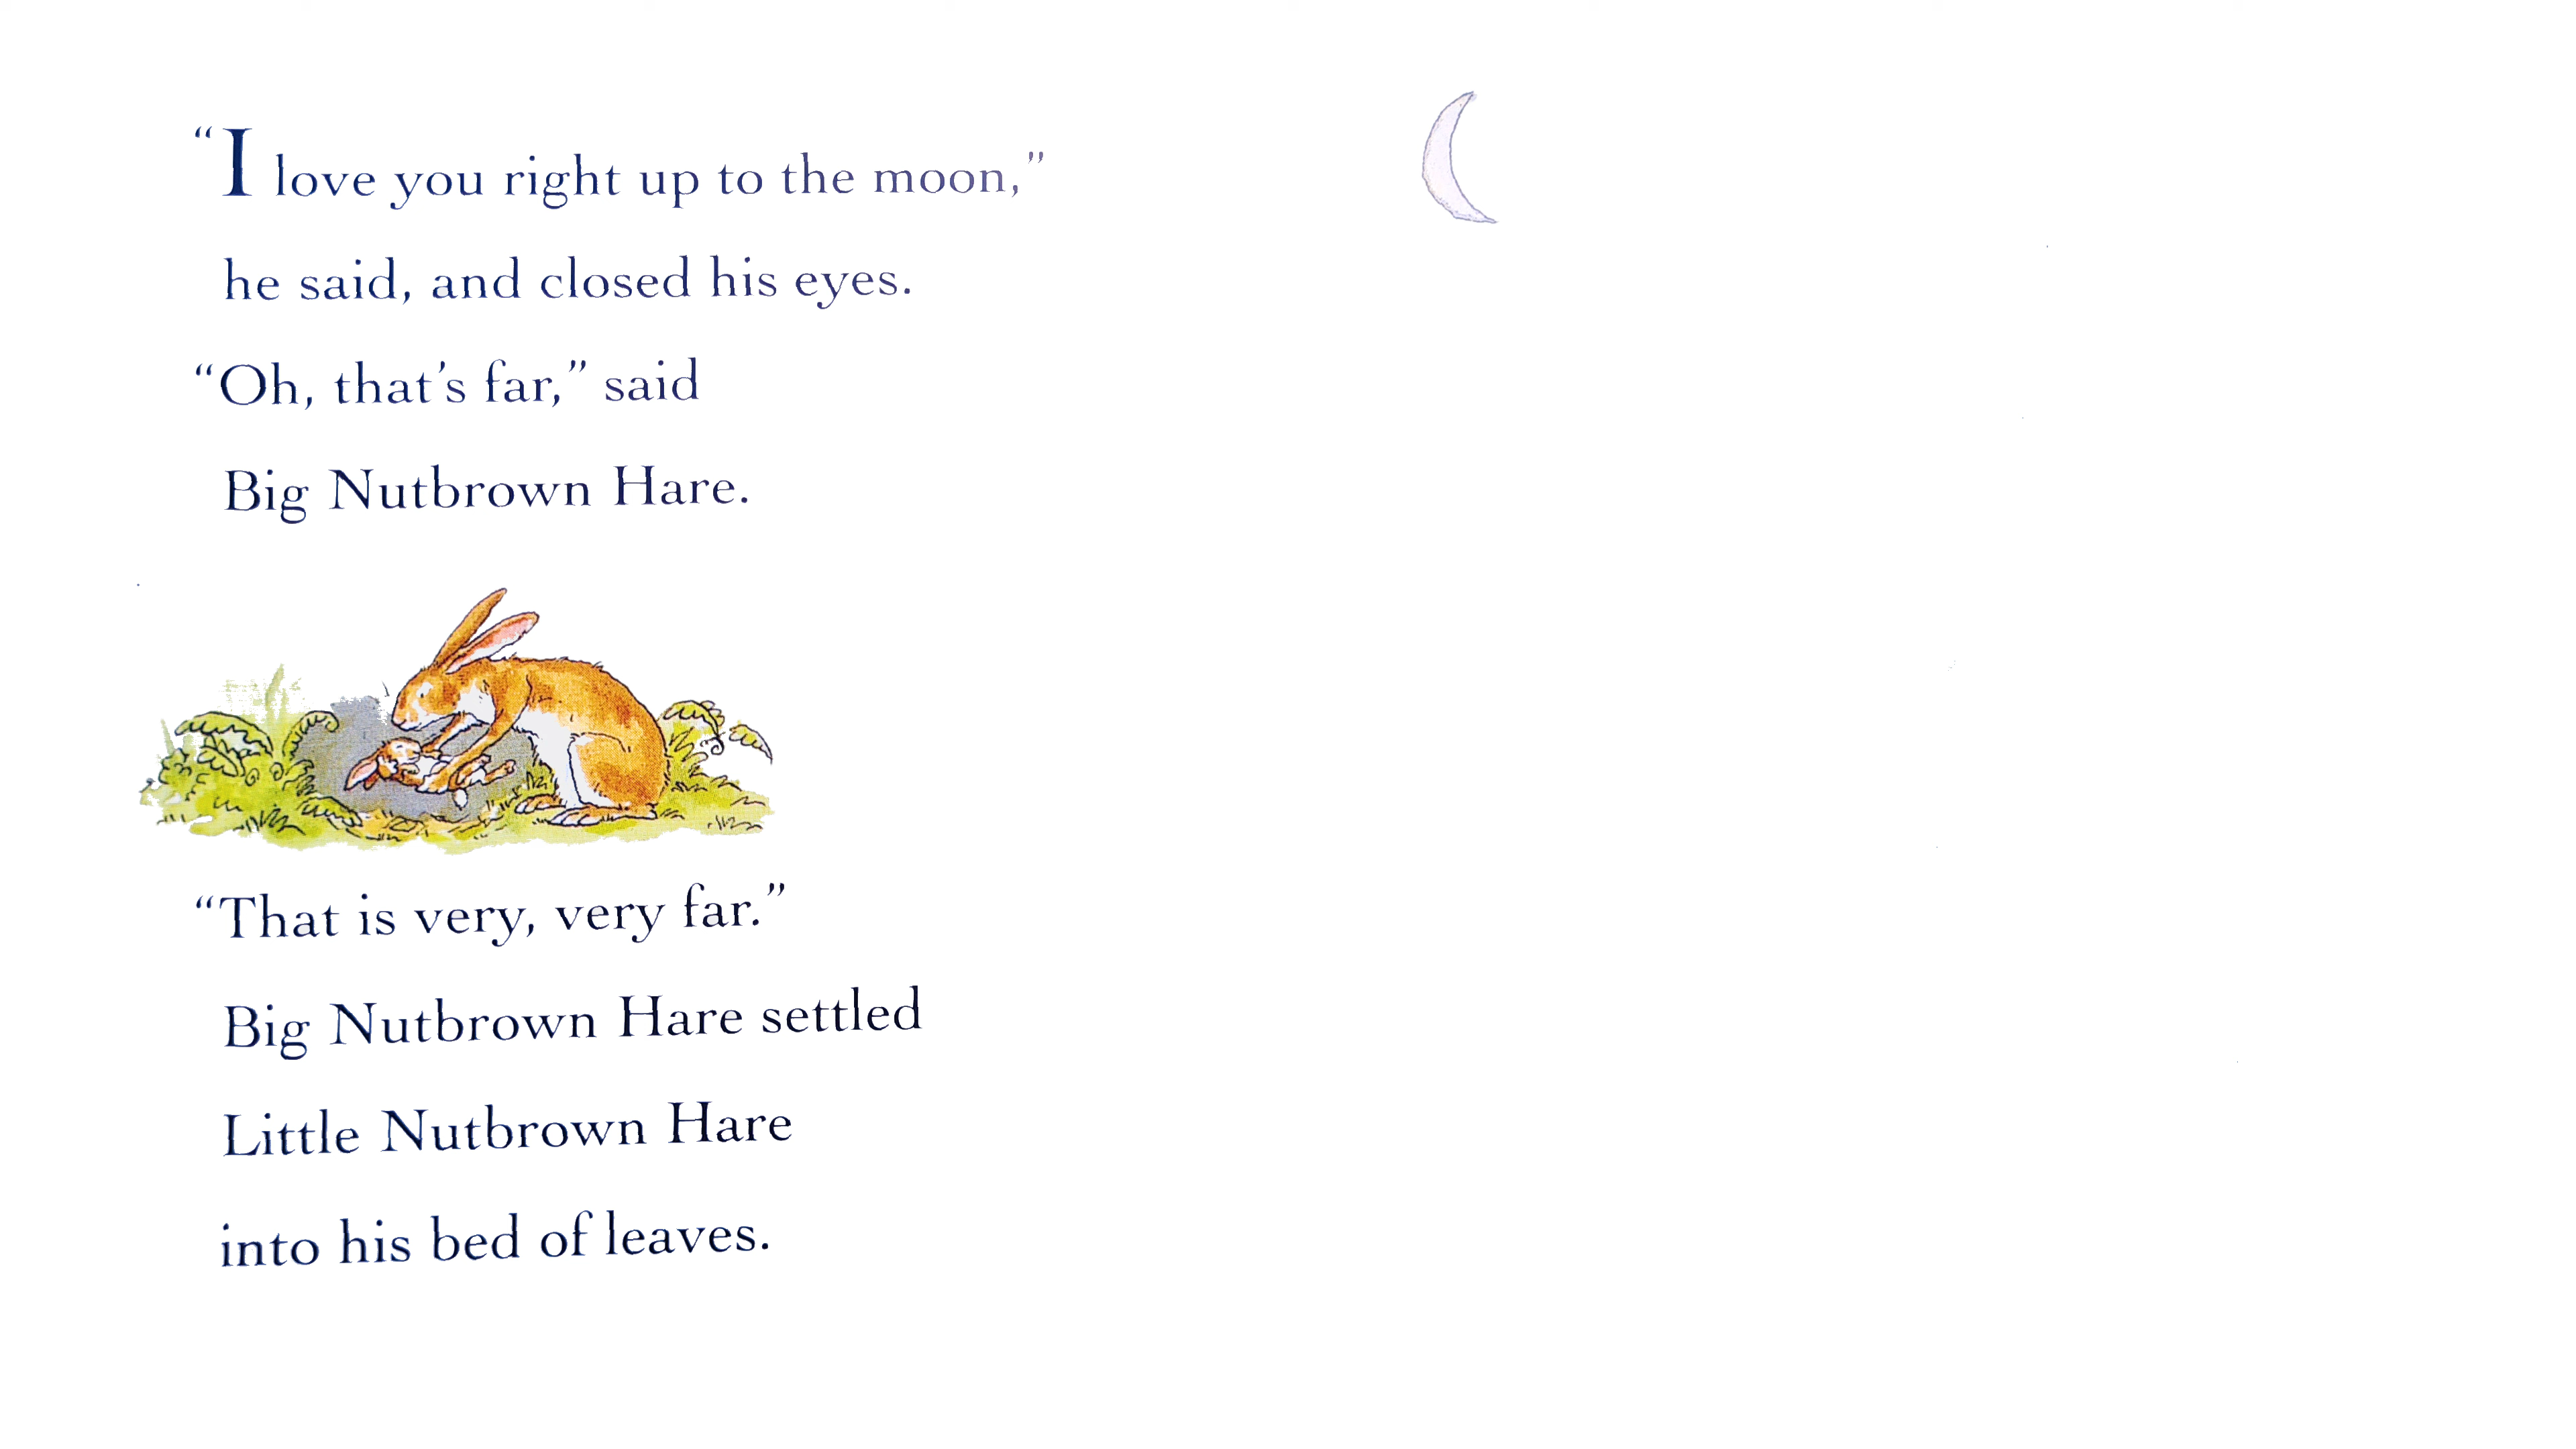 “I love you right up to the moon,”
he said, and closed his eyes.
“Oh, that’s far,” said
Big Nutbrown Hare.
“That is very, very far.”
Big Nutbrown Hare settled
Little Nutbrown Hare
into his bed of leaves.